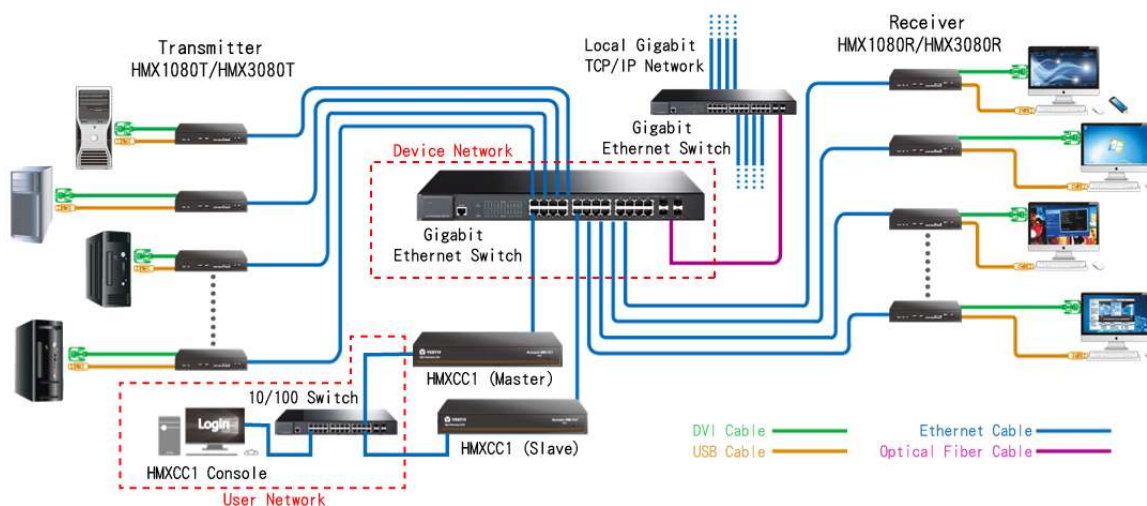 Transmitter
HMX1080T/HMX3080T
Local Gigabit
TCP/IP Network
Receiver
HMX1080R/HMX3080R
Gigabit
Ethernet Switch
Device Network
Gigabit
Ethernet Switch
HMXCC1 (Master)
10/100 Switch
Login
HMXCC1 (Slave)
HMXCC1 Console
User Network
DVI Cable
USB Cable
Ethernet Cable
Optical Fiber Cable